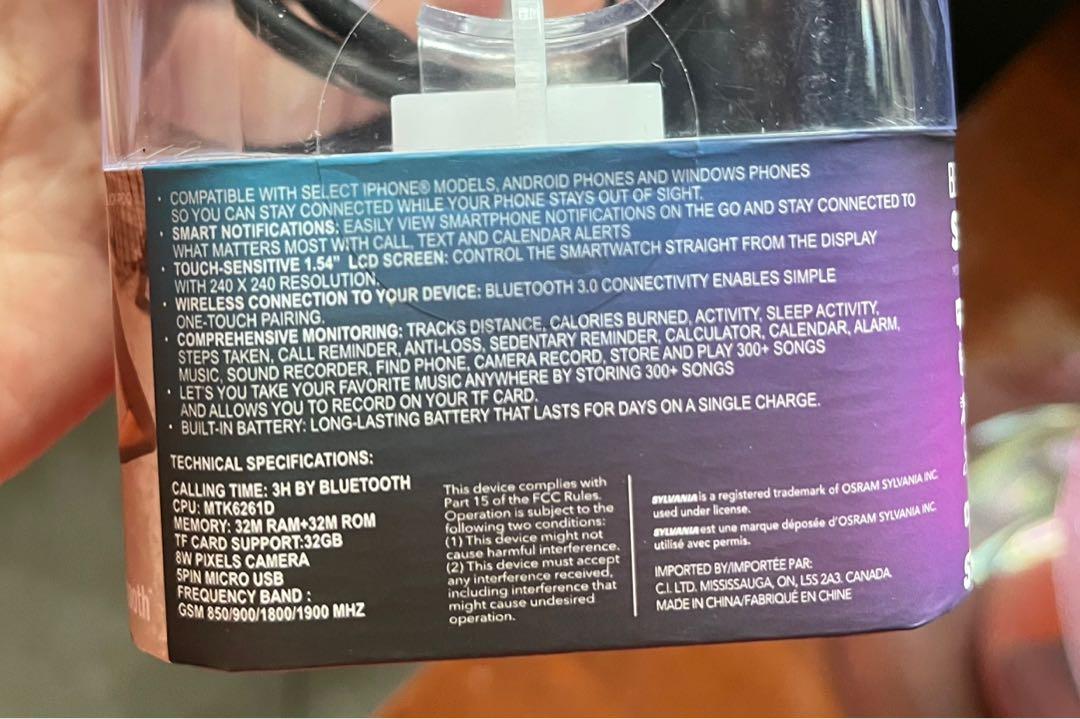 • COMPATIBLE WITH SELECT IPHONE® MODELS, ANDROID PHONES AND WINDOWS PHONES
SO YOU CAN STAY CONNECTED WHILE YOUR PHONE STAYS OUT OF SIGHT.
• SMART NOTIFICATIONS: EASILY VIEW SMARTPHONE NOTIFICATIONS ON THE GO AND STAY CONNECTED TO
WHAT MATTERS MOST WITH CALL, TEXT AND CALENDAR ALERTS
• TOUCH-SENSITIVE 1.54" LCD SCREEN: CONTROL THE SMARTWATCH STRAIGHT FROM THE DISPLAY
WITH 240 X 240 RESOLUTION.
• WIRELESS CONNECTION TO YOUR DEVICE: BLUETOOTH 3.0 CONNECTIVITY ENABLES SIMPLE
ONE-TOUCH PAIRING.
• COMPREHENSIVE MONITORING: TRACKS DISTANCE, CALORIES BURNED, ACTIVITY, SLEEP ACTIVITY,
STEPS TAKEN, CALL REMINDER, ANTI-LOSS, SEDENTARY REMINDER, CALCULATOR, CALENDAR, ALARM,
MUSIC, SOUND RECORDER, FIND PHONE, CAMERA RECORD, STORE AND PLAY 300+ SONGS
• LET'S YOU TAKE YOUR FAVORITE MUSIC ANYWHERE BY STORING 300+ SONGS
AND ALLOWS YOU TO RECORD ON YOUR TF CARD.
• BUILT-IN BATTERY: LONG-LASTING BATTERY THAT LASTS FOR DAYS ON A SINGLE CHARGE.
TECHNICAL SPECIFICATIONS:
CALLING TIME: 3H BY BLUETOOTH
CPU: MTK6261D
MEMORY: 32M RAM+32M ROM
TF CARD SUPPORT:32GB
8W PIXELS CAMERA
5PIN MICRO USB
FREQUENCY BAND :
GSM 850/900/1800/1900 MHZ
This device complies with
Part 15 of the FCC Rules.
Operation is subject to the
following two conditions:
(1) This device might not
cause harmful interference.
(2) This device must accept
any interference received,
including interference that
might cause undesired
operation.
SYLVANIA is a registered trademark of OSRAM SYLVANIA INC.
used under license.
SYLVANIA est une marque déposée d'OSRAM SYLVANIA INC.
utilisé avec permis.
IMPORTED BY/IMPORTÉE PAR:
C.I. LTD. MISSISSAUGA, ON, L5S 2A3. CANADA
MADE IN CHINA/FABRIQUÉ EN CHINE